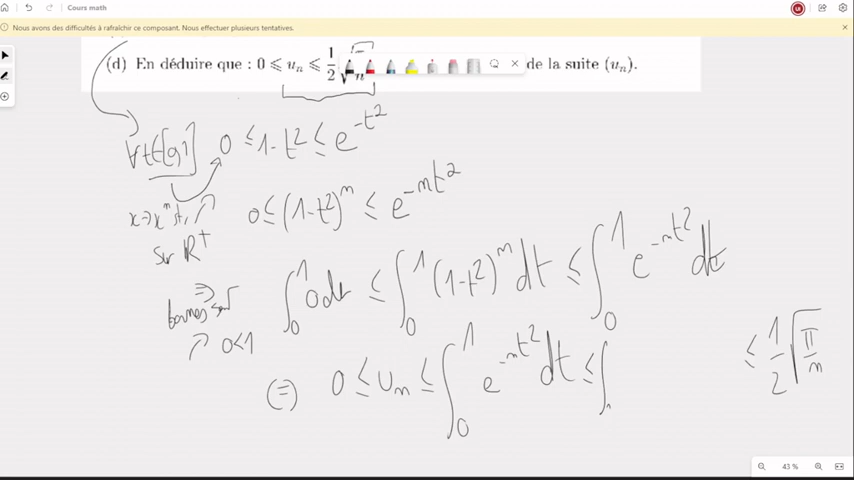 Cours math
UI
Nous avons des difficultés à rafraîchir ce composant. Nous effectuer plusieurs tentatives.
(d) En déduire que : 0 ⩽ uₙ ⩽ 1/2 √ n de la suite (uₙ).
∀t∈[0,1] 0 ≤ 1-t² ≤ e^{-t²}
x→xⁿ st. ↗ 0 ≤ (1-t²)ⁿ ≤ e^{-nt²}
sur ℝ⁺
⇒ ∫₀¹ 0dt ≤ ∫₀¹ (1-t²)ⁿ dt ≤ ∫₀¹ e^{-nt²} dt
bornes
↗ 0<1
(=) 0 ≤ uₙ ≤ ∫₀¹ e^{-nt²} dt ≤ ∫ ≤ 1/2 √(π/n)
43 %